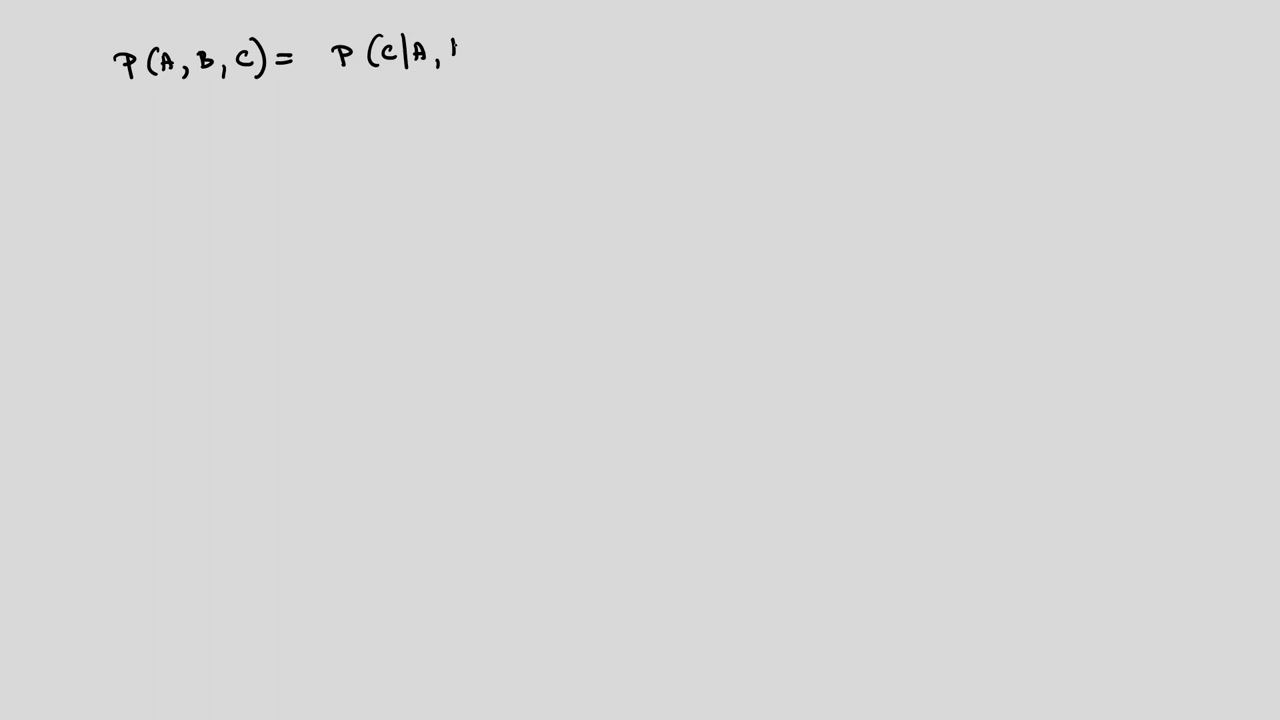 P(A,B,C) = P(C|A,